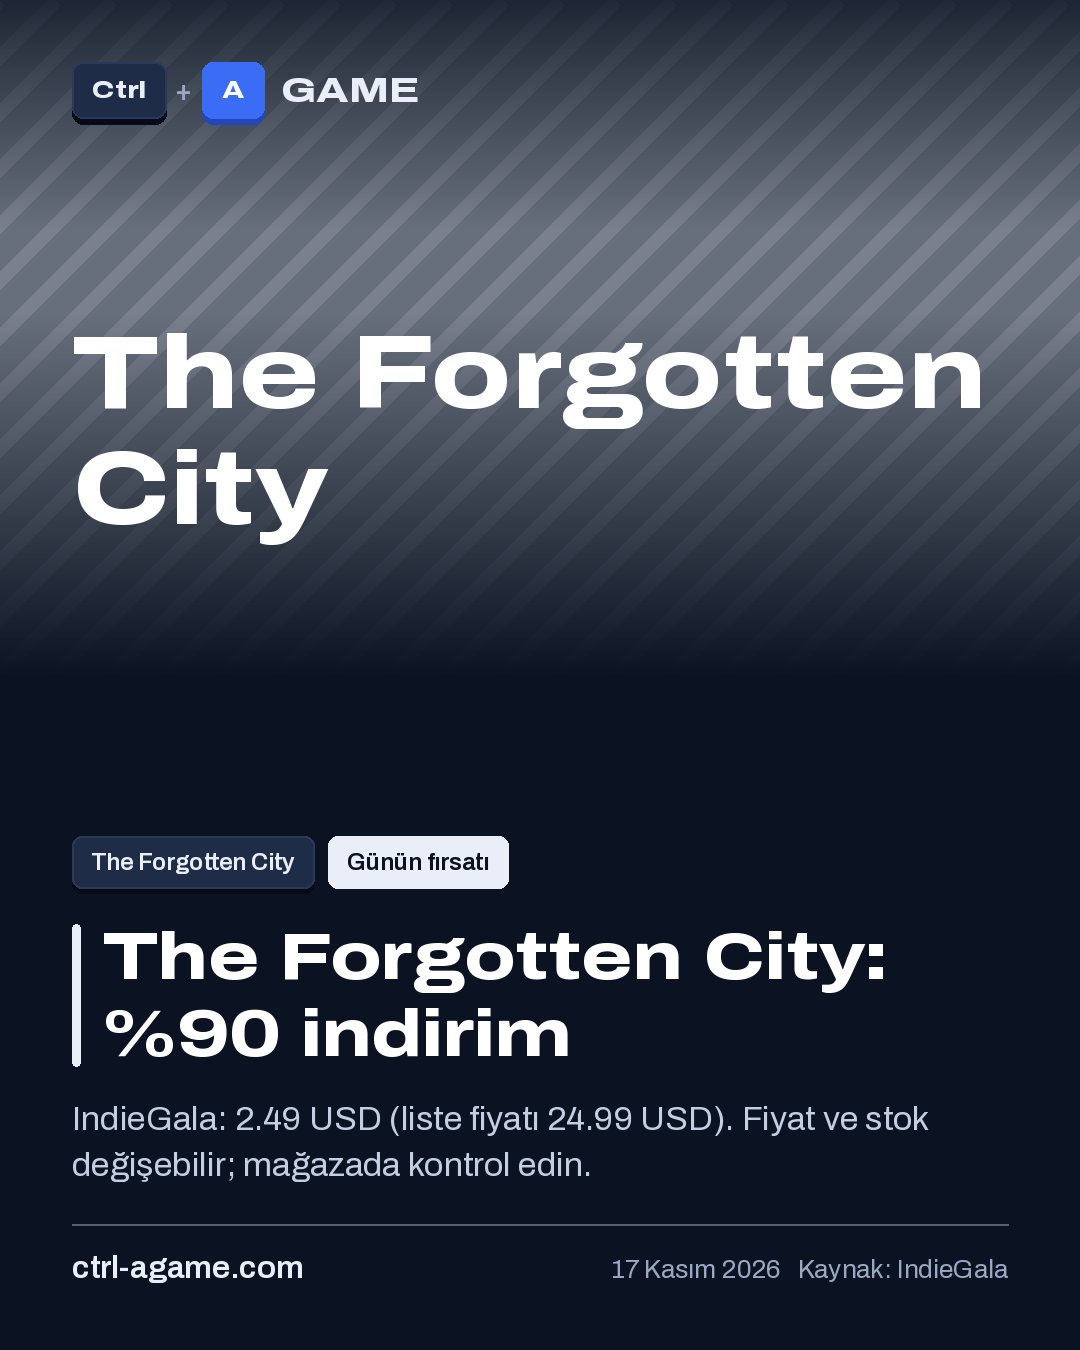 Ctrl + A GAME
The Forgotten
City
The Forgotten City
Günün fırsatı
The Forgotten City:
%90 indirim
IndieGala: 2.49 USD (liste fiyatı 24.99 USD). Fiyat ve stok
değişebilir; mağazada kontrol edin.
ctrl-agame.com
17 Kasım 2026 Kaynak: IndieGala